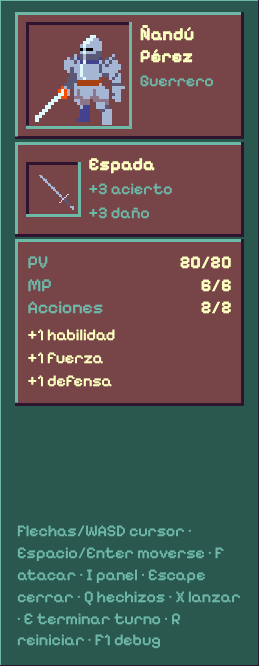 Ñandú
Pérez
Guerrero
Espada
+3 acierto
+3 daño
PV 80/80
MP 6/6
Acciones 8/8
+1 habilidad
+1 fuerza
+1 defensa
Flechas/WASD cursor ·
Espacio/Enter moverse · F
atacar · I panel · Escape
cerrar · Q hechizos · X lanzar
· E terminar turno · R
reiniciar · F1 debug